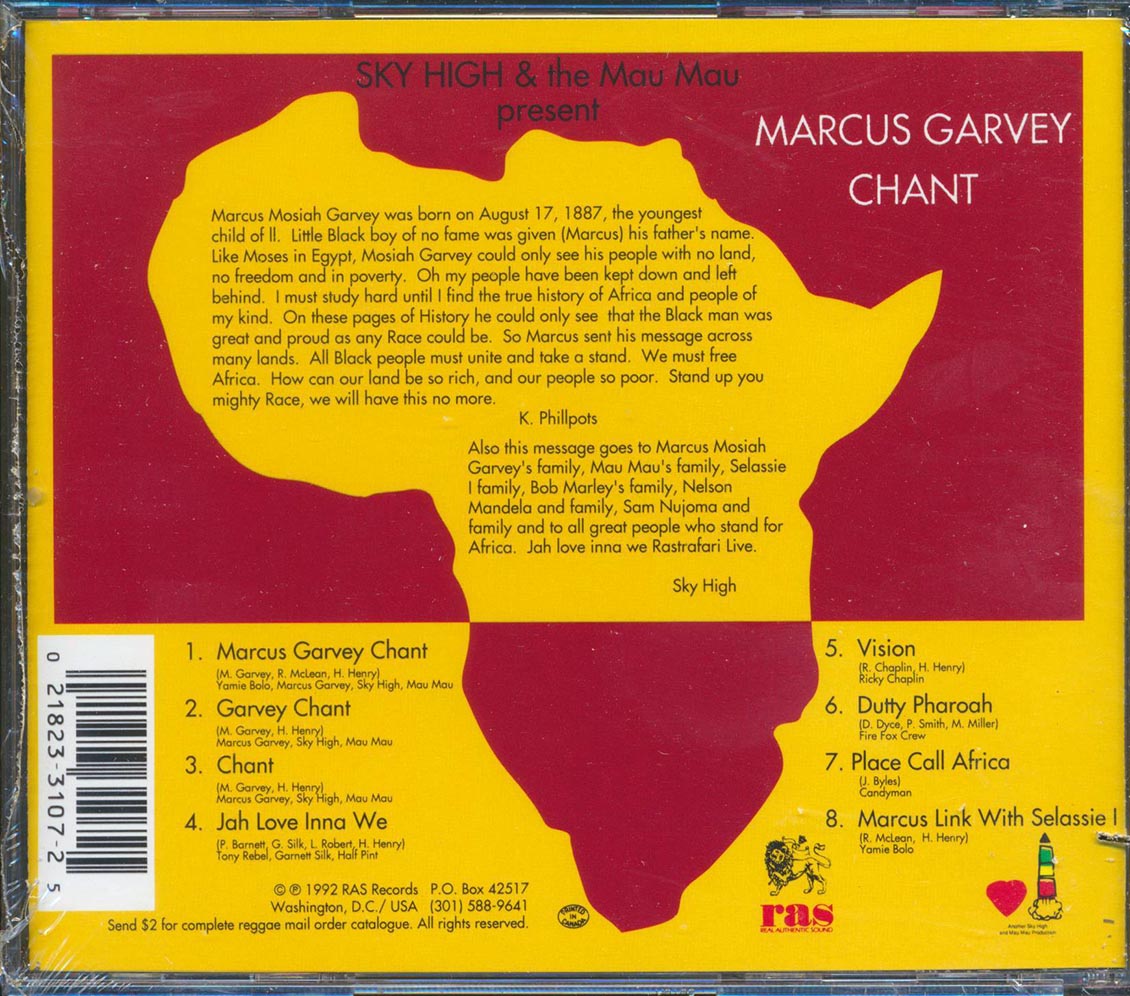 SKY HIGH & the Mau Mau
present
MARCUS GARVEY
CHANT
Marcus Mosiah Garvey was born on August 17, 1887, the youngest
child of ll. Little Black boy of no fame was given (Marcus) his father's name.
Like Moses in Egypt, Mosiah Garvey could only see his people with no land,
no freedom and in poverty. Oh my people have been kept down and left
behind. I must study hard until I find the true history of Africa and people of
my kind. On these pages of History he could only see that the Black man was
great and proud as any Race could be. So Marcus sent his message across
many lands. All Black people must unite and take a stand. We must free
Africa. How can our land be so rich, and our people so poor. Stand up you
mighty Race, we will have this no more.
K. Phillpots
Also this message goes to Marcus Mosiah
Garvey's family, Mau Mau's family, Selassie
I family, Bob Marley's family, Nelson
Mandela and family, Sam Nujoma and
family and to all great people who stand for
Africa. Jah love inna we Rastrafari Live.
Sky High
1. Marcus Garvey Chant
(M. Garvey, R. McLean, H. Henry)
Yamie Bolo, Marcus Garvey, Sky High, Mau Mau
2. Garvey Chant
(M. Garvey, H. Henry)
Marcus Garvey, Sky High, Mau Mau
3. Chant
(M. Garvey, H. Henry)
Marcus Garvey, Sky High, Mau Mau
4. Jah Love Inna We
(P. Barnett, G. Silk, L. Robert, H. Henry)
Tony Rebel, Garnett Silk, Half Pint
5. Vision
(R. Chaplin, H. Henry)
Ricky Chaplin
6. Dutty Pharoah
(D. Dyce, P. Smith, M. Miller)
Fire Fox Crew
7. Place Call Africa
(J. Byles)
Candyman
8. Marcus Link With Selassie I
(R. McLean, H. Henry)
Yamie Bolo
0 21823-3107-2 5
© ℗ 1992 RAS Records P.O. Box 42517
Washington, D.C./ USA (301) 588-9641
Send $2 for complete reggae mail order catalogue. All rights reserved.
PRINTED
IN
CANADA
ras
REAL AUTHENTIC SOUND
Another Sky High
and Mau Mau Production